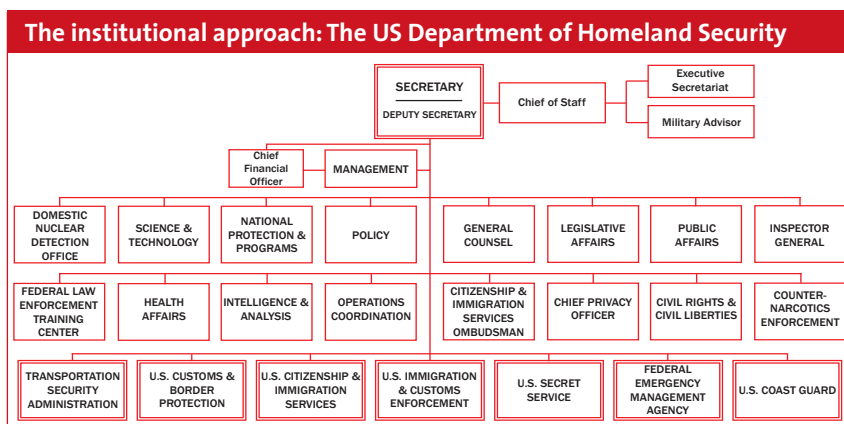 The institutional approach: The US Department of Homeland Security
SECRETARY
DEPUTY SECRETARY
Chief of Staff
Executive
Secretariat
Military Advisor
Chief
Financial
Officer
MANAGEMENT
DOMESTIC
NUCLEAR
DETECTION
OFFICE
SCIENCE &
TECHNOLOGY
NATIONAL
PROTECTION &
PROGRAMS
POLICY
GENERAL
COUNSEL
LEGISLATIVE
AFFAIRS
PUBLIC
AFFAIRS
INSPECTOR
GENERAL
FEDERAL LAW
ENFORCEMENT
TRAINING
CENTER
HEALTH
AFFAIRS
INTELLIGENCE &
ANALYSIS
OPERATIONS
COORDINATION
CITIZENSHIP &
IMMIGRATION
SERVICES
OMBUDSMAN
CHIEF PRIVACY
OFFICER
CIVIL RIGHTS &
CIVIL LIBERTIES
COUNTER-
NARCOTICS
ENFORCEMENT
TRANSPORTATION
SECURITY
ADMINISTRATION
U.S. CUSTOMS &
BORDER
PROTECTION
U.S. CITIZENSHIP &
IMMIGRATION
SERVICES
U.S. IMMIGRATION
& CUSTOMS
ENFORCEMENT
U.S. SECRET
SERVICE
FEDERAL
EMERGENCY
MANAGEMENT
AGENCY
U.S. COAST GUARD